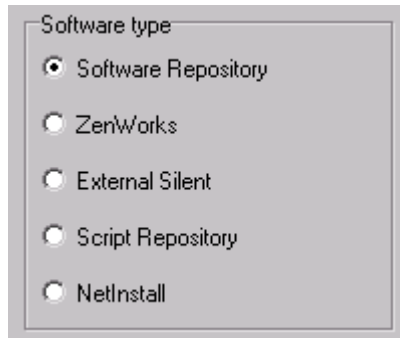 Software type
Software Repository
ZenWorks
External Silent
Script Repository
NetInstall